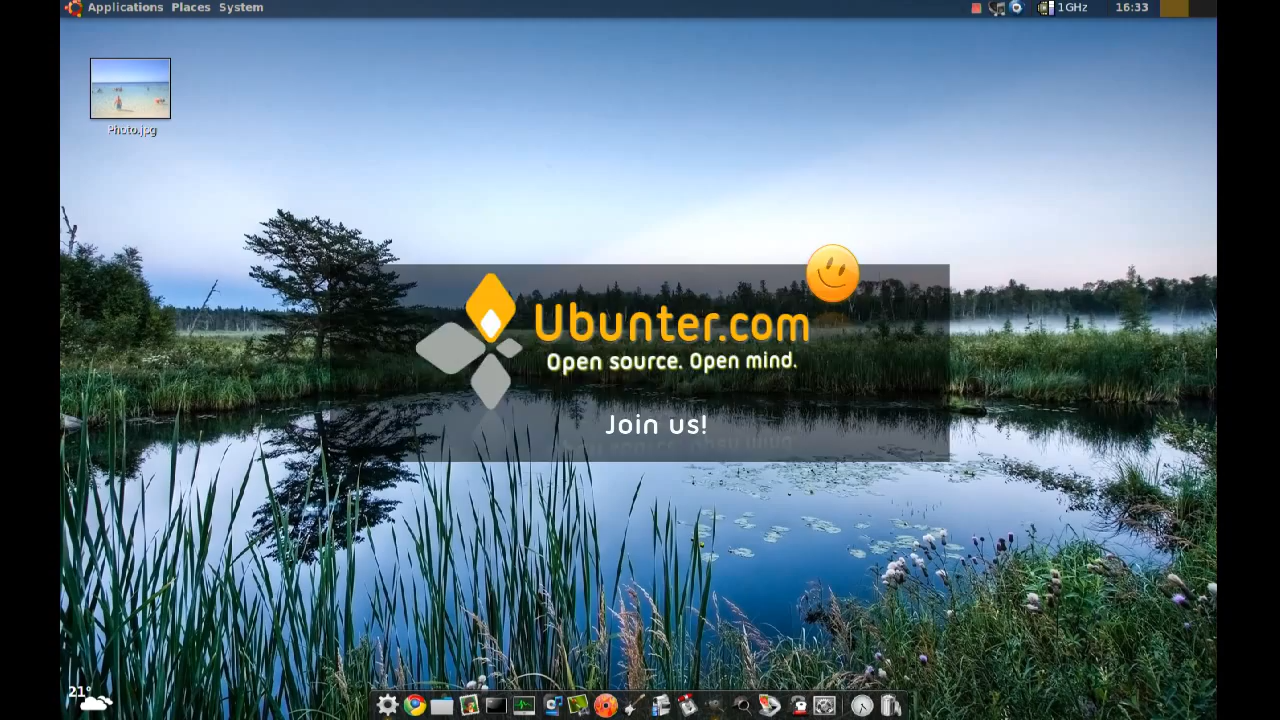 Applications Places System
1GHz
16:33
Photo.jpg
Ubunter.com
Open source. Open mind.
Join us!
21°